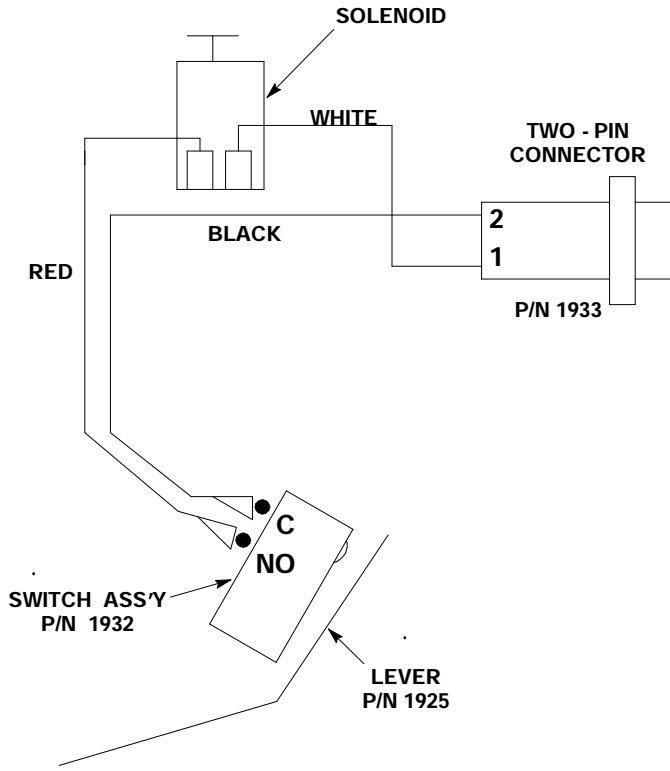 SOLENOID
WHITE
TWO - PIN
CONNECTOR
2
BLACK
1
RED
P/N 1933
C
NO
SWITCH ASS'Y
P/N 1932
LEVER
P/N 1925